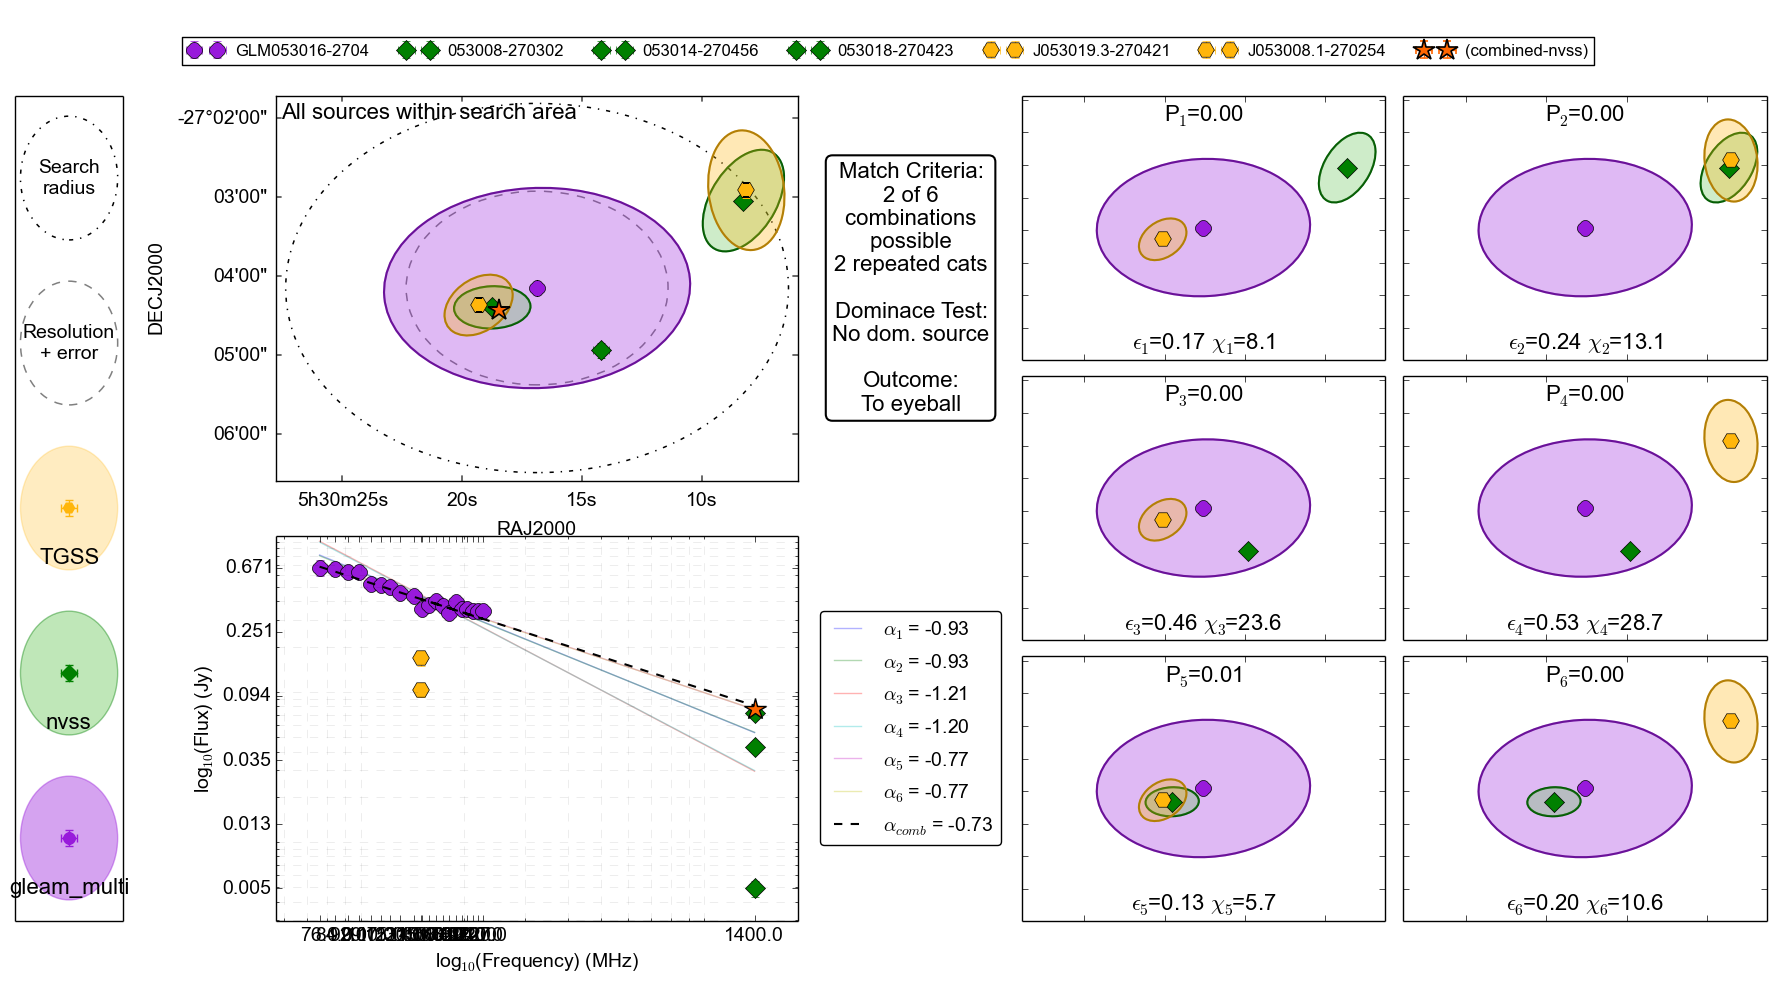 GLM053016-2704 053008-270302 053014-270456 053018-270423 J053019.3-270421 J053008.1-270254 (combined-nvss)
Search
radius
Resolution
+ error
TGSS
nvss
gleam_multi
All sources within search area
-27°02'00"
03'00"
04'00"
05'00"
06'00"
DECJ2000
5h30m25s 20s 15s 10s
RAJ2000
Match Criteria:
2 of 6
combinations
possible
2 repeated cats
Dominace Test:
No dom. source
Outcome:
To eyeball
0.671
0.251
0.094
0.035
0.013
0.005
log₁₀(Flux) (Jy)
1400.0
log₁₀(Frequency) (MHz)
α₁ = -0.93
α₂ = -0.93
α₃ = -1.21
α₄ = -1.20
α₅ = -0.77
α₆ = -0.77
α_comb = -0.73
P₁=0.00
ϵ₁=0.17 χ₁=8.1
P₂=0.00
ϵ₂=0.24 χ₂=13.1
P₃=0.00
ϵ₃=0.46 χ₃=23.6
P₄=0.00
ϵ₄=0.53 χ₄=28.7
P₅=0.01
ϵ₅=0.13 χ₅=5.7
P₆=0.00
ϵ₆=0.20 χ₆=10.6